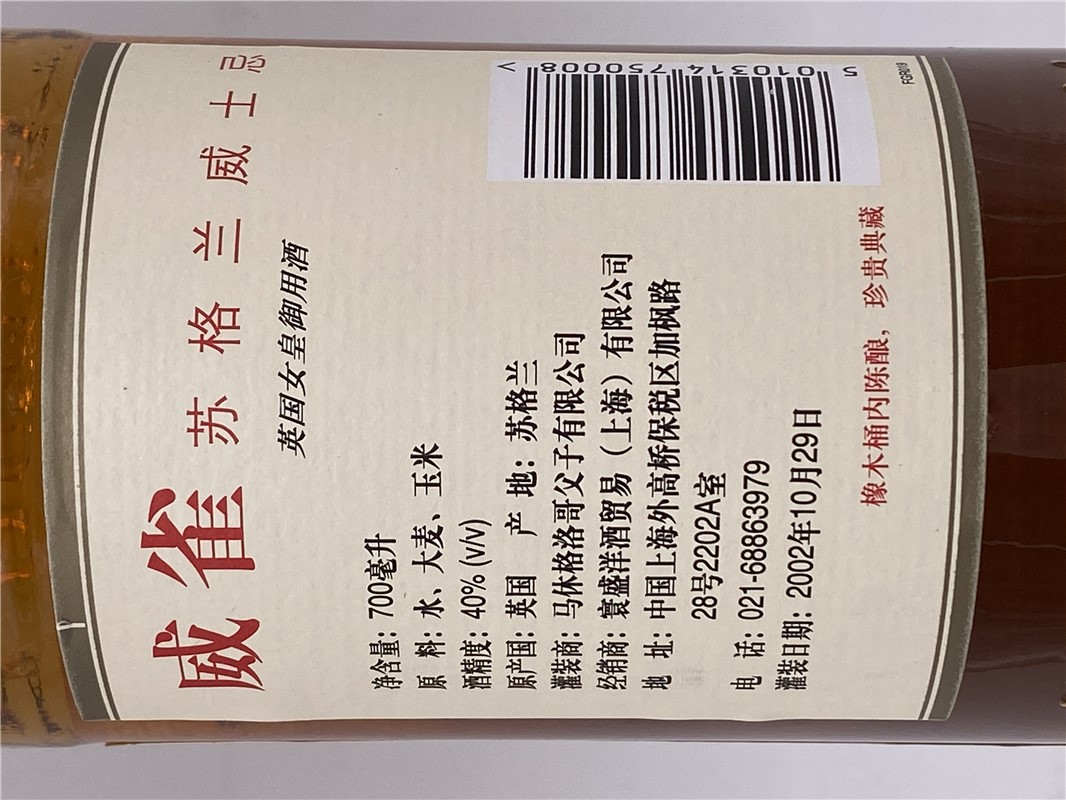 威雀 苏格兰威士忌
英国女皇御用酒
净含量：700毫升
原 料：水、大麦、玉米
酒精度：40% (v/v)
原产国：英国 产 地：苏格兰
灌装商：马休格洛哥父子有限公司
经销商：寰盛洋酒贸易（上海）有限公司
地 址：中国上海外高桥保税区加枫路
28号2202A室
电 话：021-68863979
灌装日期：2002年10月29日
橡木桶内陈酿，珍贵典藏
5 010314 750008 V
FGR019